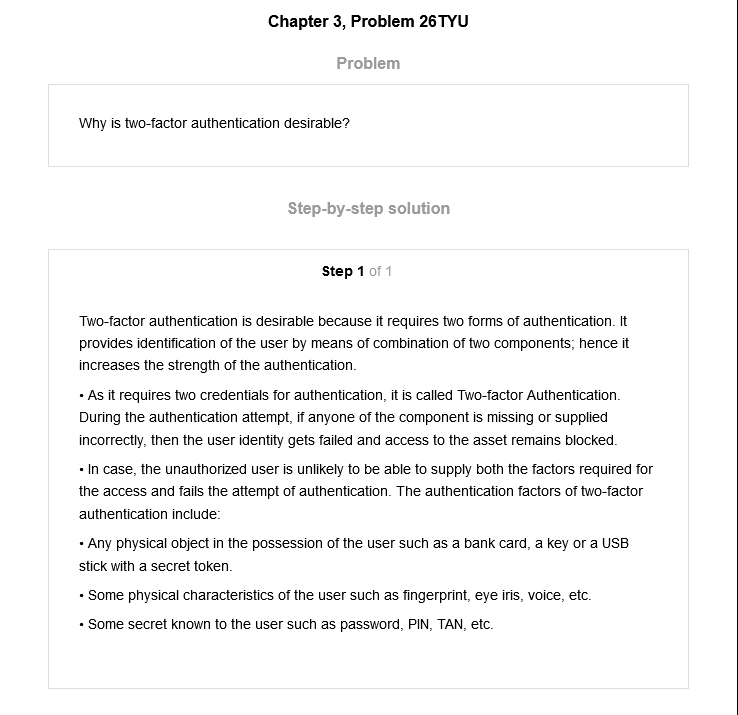 Chapter 3, Problem 26TYU
Problem
Why is two-factor authentication desirable?
Step-by-step solution
Step 1 of 1
Two-factor authentication is desirable because it requires two forms of authentication. It
provides identification of the user by means of combination of two components; hence it
increases the strength of the authentication.
• As it requires two credentials for authentication, it is called Two-factor Authentication.
During the authentication attempt, if anyone of the component is missing or supplied
incorrectly, then the user identity gets failed and access to the asset remains blocked.
• In case, the unauthorized user is unlikely to be able to supply both the factors required for
the access and fails the attempt of authentication. The authentication factors of two-factor
authentication include:
• Any physical object in the possession of the user such as a bank card, a key or a USB
stick with a secret token.
• Some physical characteristics of the user such as fingerprint, eye iris, voice, etc.
• Some secret known to the user such as password, PIN, TAN, etc.